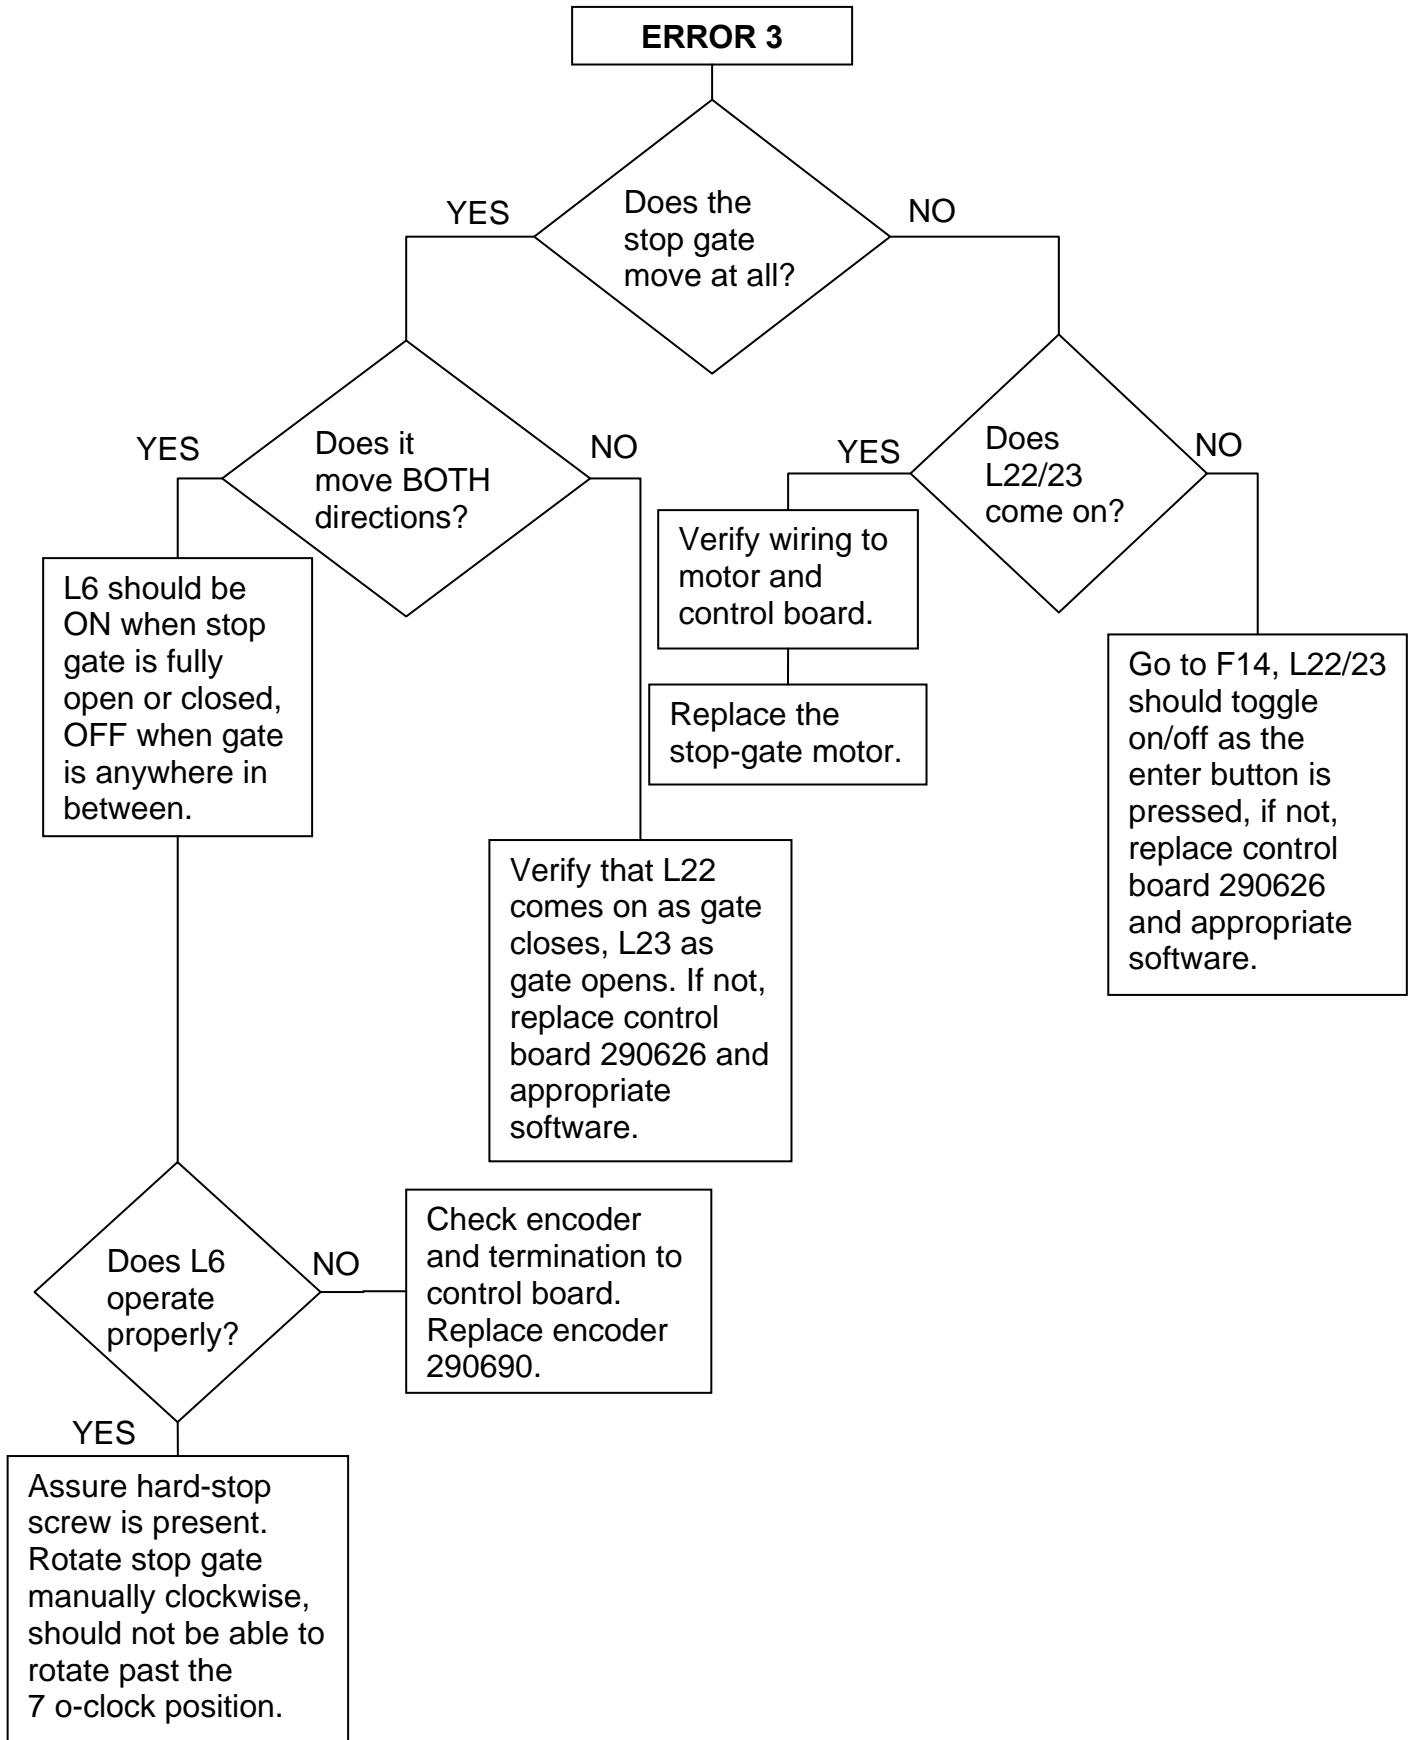 ERROR 3
YES
Does the
stop gate
move at all?
NO
YES
Does it
move BOTH
directions?
NO
YES
Does
L22/23
come on?
NO
L6 should be
ON when stop
gate is fully
open or closed,
OFF when gate
is anywhere in
between.
Verify wiring to
motor and
control board.
Replace the
stop-gate motor.
Go to F14, L22/23
should toggle
on/off as the
enter button is
pressed, if not,
replace control
board 290626
and appropriate
software.
Verify that L22
comes on as gate
closes, L23 as
gate opens. If not,
replace control
board 290626 and
appropriate
software.
Does L6
operate
properly?
NO
Check encoder
and termination to
control board.
Replace encoder
290690.
YES
Assure hard-stop
screw is present.
Rotate stop gate
manually clockwise,
should not be able to
rotate past the
7 o-clock position.